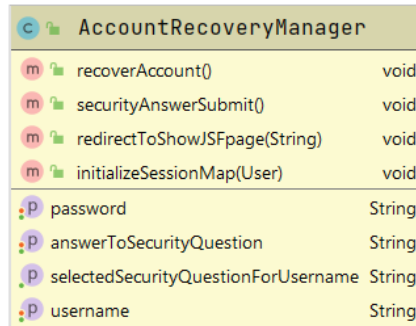 C AccountRecoveryManager
m recoverAccount() void
m securityAnswerSubmit() void
m redirectToShowJSFpage(String) void
m initializeSessionMap(User) void
p password String
p answerToSecurityQuestion String
p selectedSecurityQuestionForUsername String
p username String